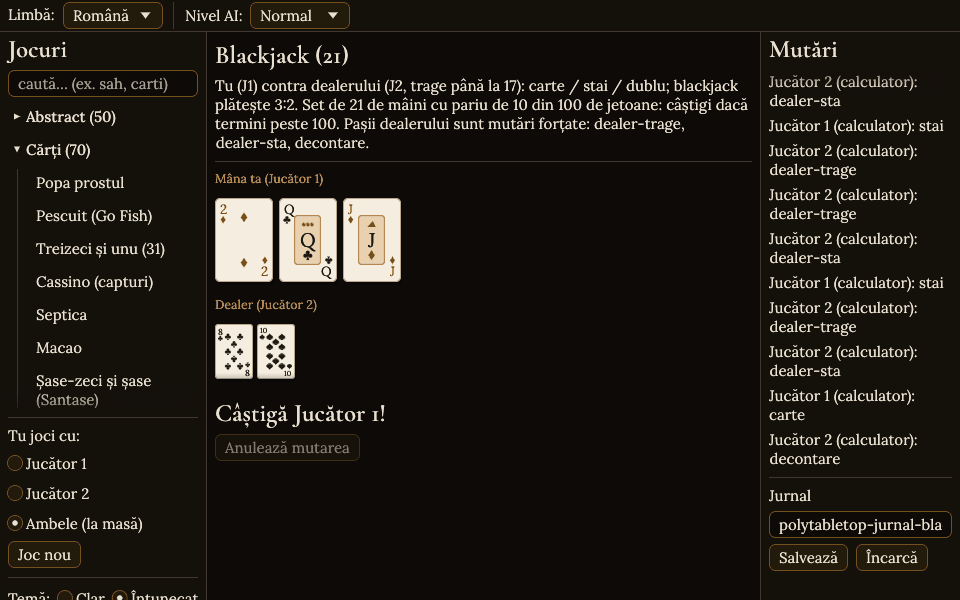 Limbă: Română Nivel AI: Normal
Jocuri
caută... (ex. sah, carti)
Abstract (50)
Cărți (70)
Popa prostul
Pescuit (Go Fish)
Treizeci și unu (31)
Cassino (capturi)
Septica
Macao
Șase-zeci și șase
(Santase)
Tu joci cu:
Jucător 1
Jucător 2
Ambele (la masă)
Joc nou
Temă: Clar Întunecat
Blackjack (21)
Tu (J1) contra dealerului (J2, trage până la 17): carte / stai / dublu; blackjack
plătește 3:2. Set de 21 de mâini cu pariu de 10 din 100 de jetoane: câștigi dacă
termini peste 100. Pașii dealerului sunt mutări forțate: dealer-trage,
dealer-sta, decontare.
Mâna ta (Jucător 1)
2
2
Q
Q
Q
J
J
J
Dealer (Jucător 2)
8
8
10
10
Câștigă Jucător 1!
Anulează mutarea
Mutări
Jucător 2 (calculator):
dealer-sta
Jucător 1 (calculator): stai
Jucător 2 (calculator):
dealer-trage
Jucător 2 (calculator):
dealer-trage
Jucător 2 (calculator):
dealer-sta
Jucător 1 (calculator): stai
Jucător 2 (calculator):
dealer-trage
Jucător 2 (calculator):
dealer-sta
Jucător 1 (calculator):
carte
Jucător 2 (calculator):
decontare
Jurnal
polytabletop-jurnal-bla
Salvează Încarcă